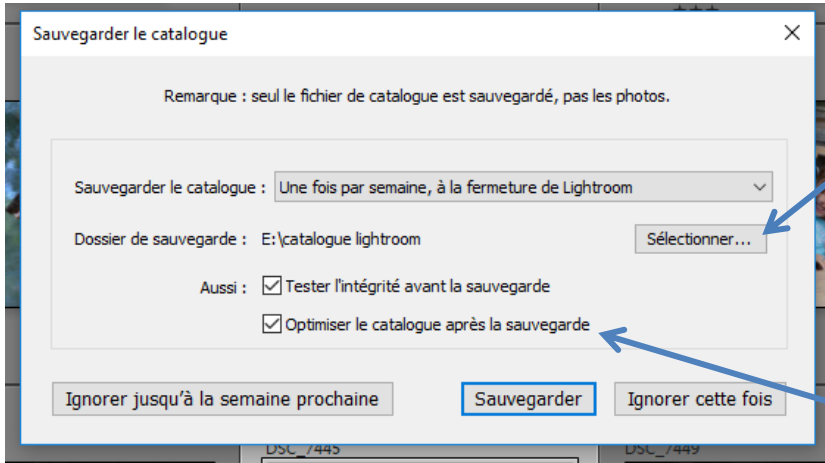 Sauvegarder le catalogue
Remarque : seul le fichier de catalogue est sauvegardé, pas les photos.
Sauvegarder le catalogue : Une fois par semaine, à la fermeture de Lightroom
Dossier de sauvegarde : E:\catalogue lightroom Sélectionner...
Aussi : Tester l'intégrité avant la sauvegarde
Optimiser le catalogue après la sauvegarde
Ignorer jusqu'à la semaine prochaine Sauvegarder Ignorer cette fois
DSC_7445 DSC_7449